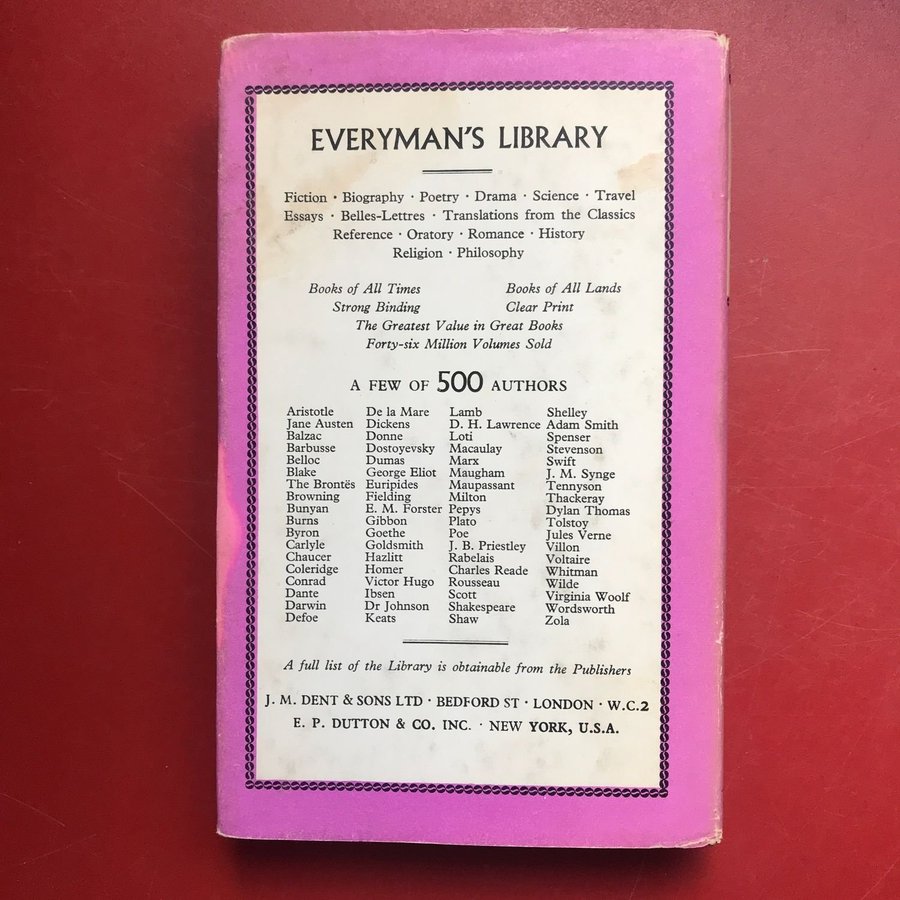 EVERYMAN'S LIBRARY
Fiction · Biography · Poetry · Drama · Science · Travel
Essays · Belles-Lettres · Translations from the Classics
Reference · Oratory · Romance · History
Religion · Philosophy
Books of All Times Books of All Lands
Strong Binding Clear Print
The Greatest Value in Great Books
Forty-six Million Volumes Sold
A FEW OF 500 AUTHORS
Aristotle De la Mare Lamb Shelley
Jane Austen Dickens D. H. Lawrence Adam Smith
Balzac Donne Loti Spenser
Barbusse Dostoyevsky Macaulay Stevenson
Belloc Dumas Marx Swift
Blake George Eliot Maugham J. M. Synge
The Brontës Euripides Maupassant Tennyson
Browning Fielding Milton Thackeray
Bunyan E. M. Forster Pepys Dylan Thomas
Burns Gibbon Plato Tolstoy
Byron Goethe Poe Jules Verne
Carlyle Goldsmith J. B. Priestley Villon
Chaucer Hazlitt Rabelais Voltaire
Coleridge Homer Charles Reade Whitman
Conrad Victor Hugo Rousseau Wilde
Dante Ibsen Scott Virginia Woolf
Darwin Dr Johnson Shakespeare Wordsworth
Defoe Keats Shaw Zola
A full list of the Library is obtainable from the Publishers
J. M. DENT & SONS LTD · BEDFORD ST · LONDON · W.C.2
E. P. DUTTON & CO. INC. · NEW YORK, U.S.A.